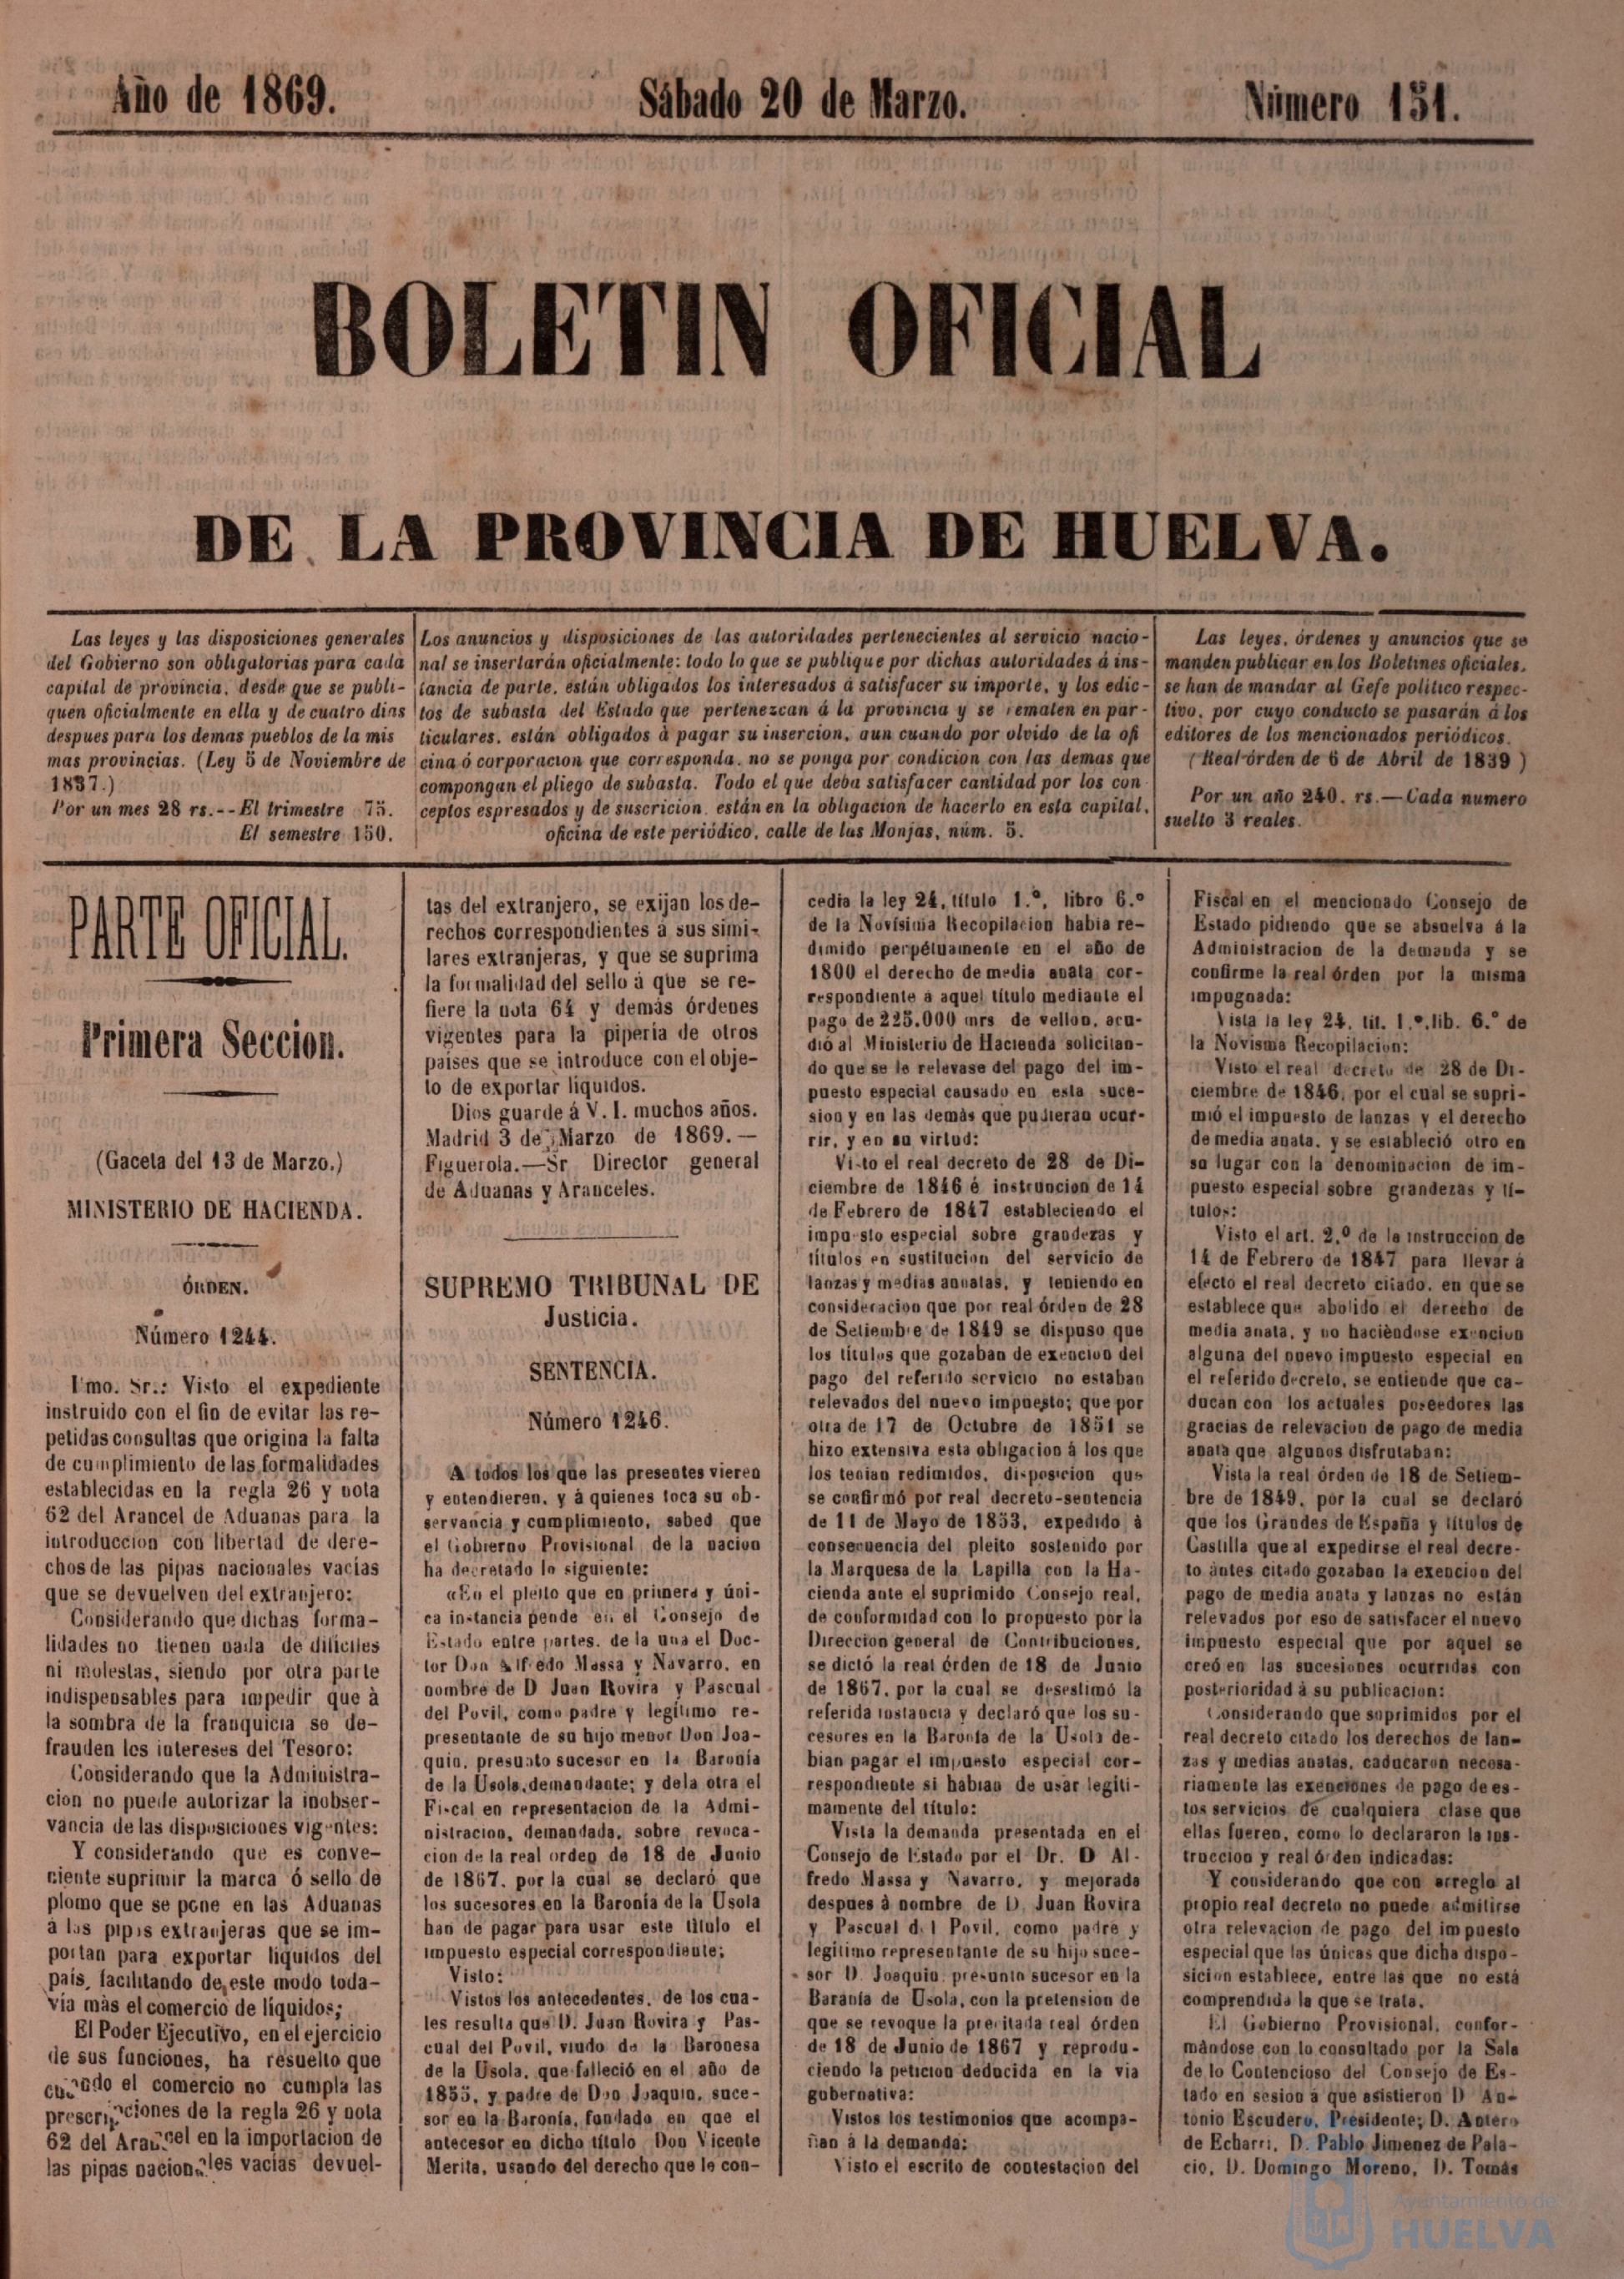 Año de 1869.
Sábado 20 de Marzo.
Número 151.
BOLETIN OFICIAL
DE LA PROVINCIA DE HUELVA.
Las leyes y las disposiciones generales
del Gobierno son obligatorias para cada
capital de provincia, desde que se publi-
quen oficialmente en ella y de cuatro dias
despues para los demas pueblos de la mis
mas provincias. (Ley 5 de Noviembre de
1837.)
Por un mes 28 rs.--El trimestre 75.
El semestre 150.
Los anuncios y disposiciones de las autoridades pertenecientes al servicio nacio-
nal se insertarán oficialmente: todo lo que se publique por dichas autoridades á ins-
tancia de parte, están obligados los interesados á satisfacer su importe, y los edic-
tos de subasta del Estado que pertenezcan á la provincia y se rematen en par-
ticulares, están obligados á pagar su insercion, aun cuando por olvido de la ofi
cina ó corporacion que corresponda, no se ponga por condicion con las demas que
compongan el pliego de subasta. Todo el que deba satisfacer cantidad por los con
ceptos espresados y de suscricion, están en la obligacion de hacerlo en esta capital,
oficina de este periódico, calle de las Monjas, núm. 5.
Las leyes, órdenes y anuncios que se
manden publicar en los Boletines oficiales,
se han de mandar al Gefe politico respec-
tivo, por cuyo conducto se pasarán á los
editores de los mencionados periódicos.
(Real órden de 6 de Abril de 1839)
Por un año 240. rs.—Cada numero
suelto 3 reales.
PARTE OFICIAL.
Primera Seccion.
(Gaceta del 13 de Marzo.)
MINISTERIO DE HACIENDA.
ÓRDEN.
Número 1244.
Ilmo. Sr.: Visto el expediente
instruido con el fin de evitar las re-
petidas consultas que origina la falta
de cumplimiento de las formalidades
establecidas en la regla 26 y nota
62 del Arancel de Aduanas para la
introduccion con libertad de dere-
chos de las pipas nacionales vacías
que se devuelven del extranjero:
Considerando que dichas forma-
lidades no tienen nada de dificiles
ni molestas, siendo por otra parte
indispensables para impedir que á
la sombra de la franquicia se de-
frauden los intereses del Tesoro:
Considerando que la Administra-
cion no puede autorizar la inobser-
vancia de las disposiciones vigentes:
Y considerando que es conve-
niente suprimir la marca ó sello de
plomo que se pone en las Aduanas
á las pipas extranjeras que se im-
portan para exportar liquidos del
país, facilitando de este modo toda-
vía más el comercio de líquidos;
El Poder Ejecutivo, en el ejercicio
de sus funciones, ha resuelto que
cuando el comercio no cumpla las
prescripciones de la regla 26 y nota
62 del Arancel en la importacion de
las pipas nacionales vacías devuel-
tas del extranjero, se exijan los de-
rechos correspondientes á sus simi-
lares extranjeras, y que se suprima
la formalidad del sello á que se re-
fiere la nota 64 y demás órdenes
vigentes para la pipería de otros
paises que se introduce con el obje-
to de exportar liquidos.
Dios guarde á V. I. muchos años.
Madrid 3 de Marzo de 1869.—
Figuerola.—Sr. Director general
de Aduanas y Aranceles.
SUPREMO TRIBUNAL DE
Justicia.
SENTENCIA.
Número 1246.
A todos los que las presentes vieren
y entendieren, y á quienes toca su ob-
servancia y cumplimiento, sabed que
el Gobierno Provisional de la nacion
ha decretado lo siguiente:
«En el pleito que en primera y úni-
ca instancia pende en el Consejo de
Estado entre partes, de la una el Doc-
tor Don Alfredo Massa y Navarro, en
nombre de D Juan Rovira y Pascual
del Povil, como padre y legítimo re-
presentante de su hijo menor Don Joa-
quin, presunto sucesor en la Baronía
de la Usola, demandante; y dela otra el
Fiscal en representacion de la Admi-
nistracion, demandada, sobre revoca-
cion de la real orden de 18 de Junio
de 1867, por la cual se declaró que
los sucesores en la Baronía de la Usola
han de pagar para usar este título el
impuesto especial correspondiente;
Visto:
Vistos los antecedentes, de los cua-
les resulta que D. Juan Rovira y Pas-
cual del Povil, viudo de la Baronesa
de la Usola, que falleció en el año de
1855, y padre de Don Joaquin, suce-
sor en la Baronía, fundado en que el
antecesor en dicho título Don Vicente
Merita, usando del derecho que le con-
cedia la ley 24, título 1.º, libro 6.º
de la Novísima Recopilacion habia re-
dimido perpétuamente en el año de
1800 el derecho de media anata cor-
respondiente á aquel título mediante el
pago de 225.000 mrs de vellon, acu-
dió al Ministerio de Hacienda solicitan-
do que se le relevase del pago del im-
puesto especial causado en esta suce-
sion y en las demás que pudieran ocur-
rir, y en su virtud:
Visto el real decreto de 28 de Di-
ciembre de 1846 é instruncion de 14
de Febrero de 1847 estableciendo el
impuesto especial sobre grandezas y
títulos en sustitucion del servicio de
lanzas y medias annatas, y teniendo en
consideracion que por real órden de 28
de Setiembre de 1849 se dispuso que
los títulos que gozaban de exencion del
pago del referido servicio no estaban
relevados del nuevo impuesto; que por
otra de 17 de Octubre de 1851 se
hizo extensiva esta obligacion á los que
los tenian redimidos, disposicion que
se confirmó por real decreto-sentencia
de 11 de Mayo de 1853, expedido á
consecuencia del pleito sostenido por
la Marquesa de la Lapilla con la Ha-
cienda ante el suprimido Consejo real,
de conformidad con lo propuesto por la
Direccion general de Contribuciones,
se dictó la real órden de 18 de Junio
de 1867, por la cual se desestimó la
referida instancia y declaró que los su-
cesores en la Baronía de la Usola de-
bian pagar el impuesto especial cor-
respondiente si habian de usar legiti-
mamente del título:
Vista la demanda presentada en el
Consejo de Estado por el Dr. D Al-
fredo Massa y Navarro, y mejorada
despues á nombre de D. Juan Rovira
y Pascual del Povil, como padre y
legitimo representante de su hijo suce-
sor D. Joaquin, presunto sucesor en la
Baranía de Usola, con la pretension de
que se revoque la precitada real órden
de 18 de Junio de 1867 y reprodu-
ciendo la peticion deducida en la via
gubernativa:
Vistos los testimonios que acompa-
ñan á la demanda:
Visto el escrito de contestacion del
Fiscal en el mencionado Consejo de
Estado pidiendo que se absuelva á la
Administracion de la demanda y se
confirme la real órden por la misma
impugnada:
Vista la ley 24, tit. 1.º, lib. 6.º de
la Novisma Recopilacion:
Visto el real decreto de 28 de Di-
ciembre de 1846, por el cual se supri-
mió el impuesto de lanzas y el derecho
de media anata, y se estableció otro en
su lugar con la denominacion de im-
puesto especial sobre grandezas y tí-
tulos:
Visto el art. 2.º de la instruccion de
14 de Febrero de 1847 para llevar á
efecto el real decreto citado, en que se
establece que abolido el derecho de
media anata, y no haciéndose exencion
alguna del nuevo impuesto especial en
el referido decreto, se entiende que ca-
ducan con los actuales poseedores las
gracias de relevacion de pago de media
anata que algunos disfrutaban:
Vista la real órden de 18 de Setiem-
bre de 1849, por la cual se declaró
que los Grandes de España y títulos de
Castilla que al expedirse el real decre-
to ántes citado gozaban la exencion del
pago de media anata y lanzas no están
relevados por eso de satisfacer el nuevo
impuesto especial que por aquel se
creó en las sucesiones ocurridas con
posterioridad á su publicacion:
Considerando que suprimidos por el
real decreto citado los derechos de lan-
zas y medias anatas, caducaron necesa-
riamente las exenciones de pago de es-
tos servicios de cualquiera clase que
ellas fueren, como lo declararon la ins-
truccion y real órden indicadas:
Y considerando que con arreglo al
propio real decreto no puede admitirse
otra relevacion de pago del impuesto
especial que las únicas que dicha dispo-
sicion establece, entre las que no está
comprendida la que se trata.
El Gobierno Provisional, confor-
mándose con lo consultado por la Sala
de lo Contencioso del Consejo de Es-
tado en sesion á que asistieron D An-
tonio Escudero, Presidente; D. Antero
de Echarri, D. Pablo Jimenez de Pala-
cio, D. Domingo Moreno, D. Tomás
Ayuntamiento de
HUELVA